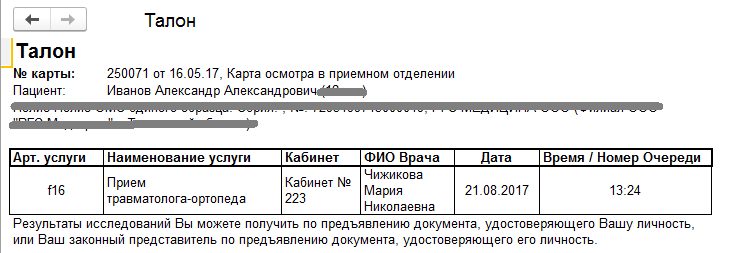 Талон
Талон
№ карты: 250071 от 16.05.17, Карта осмотра в приемном отделении
Пациент: Иванов Александр Александрович
Арт. услуги Наименование услуги Кабинет ФИО Врача Дата Время / Номер Очереди
f16 Прием травматолога-ортопеда Кабинет № 223 Чижикова Мария Николаевна 21.08.2017 13:24
Результаты исследований Вы можете получить по предъявлению документа, удостоверяющего Вашу личность,
или Ваш законный представитель по предъявлению документа, удостоверяющего его личность.